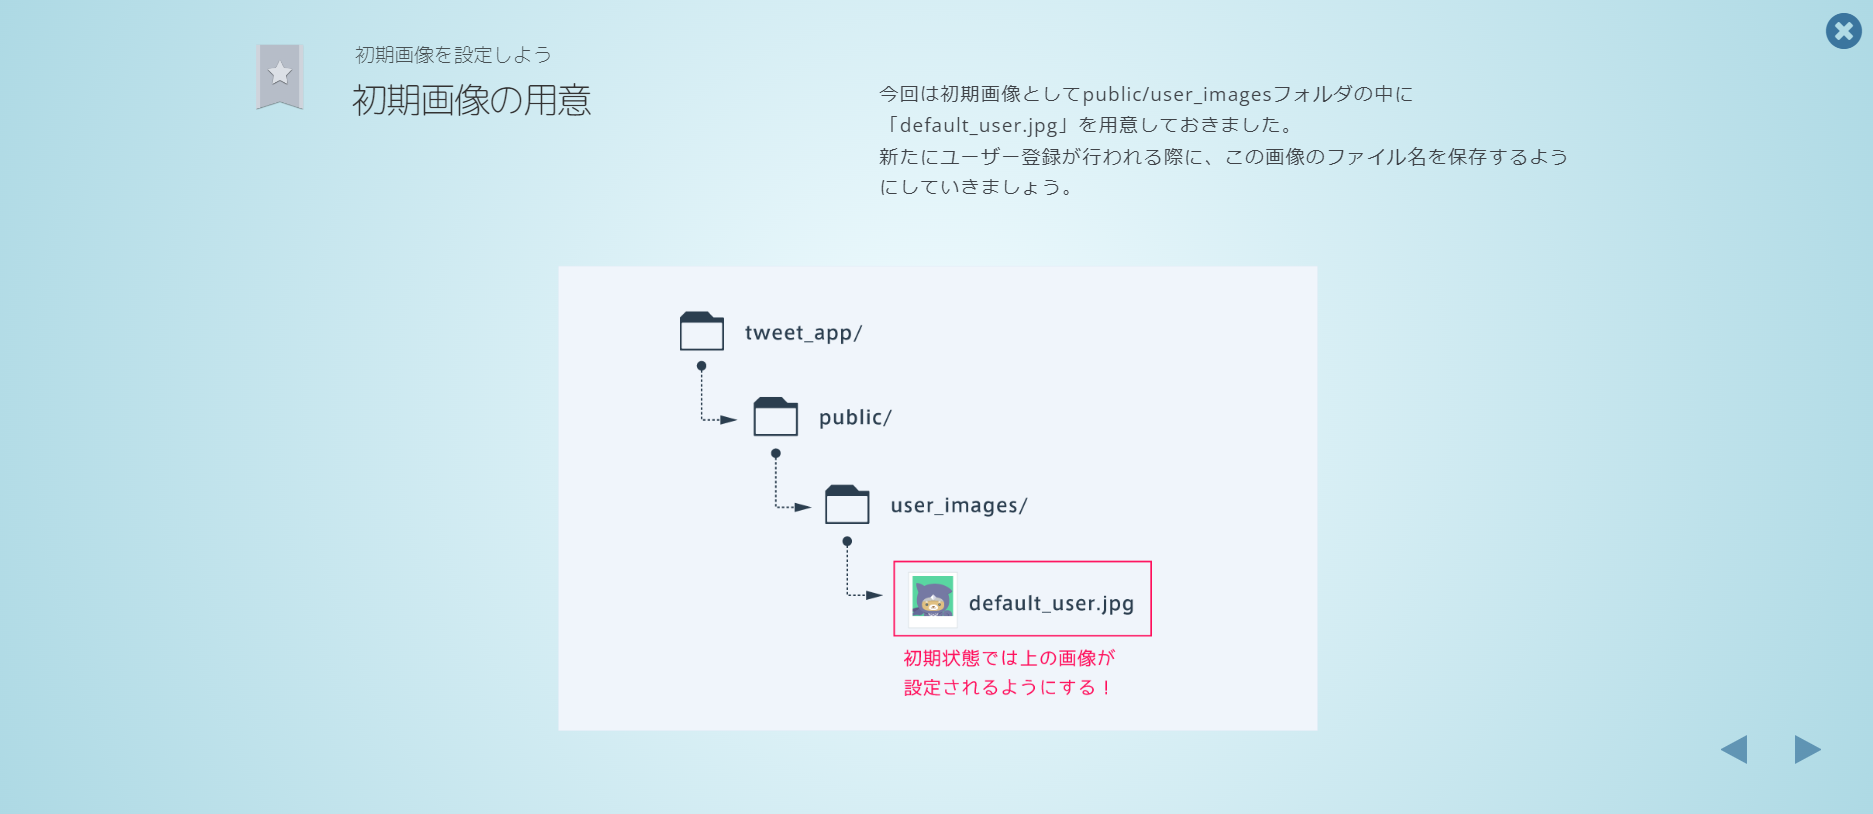 初期画像を設定しよう
初期画像の用意
今回は初期画像としてpublic/user_imagesフォルダの中に
「default_user.jpg」を用意しておきました。
新たにユーザー登録が行われる際に、この画像のファイル名を保存するよう
にしていきましょう。
tweet_app/
public/
user_images/
default_user.jpg
初期状態では上の画像が
設定されるようにする！